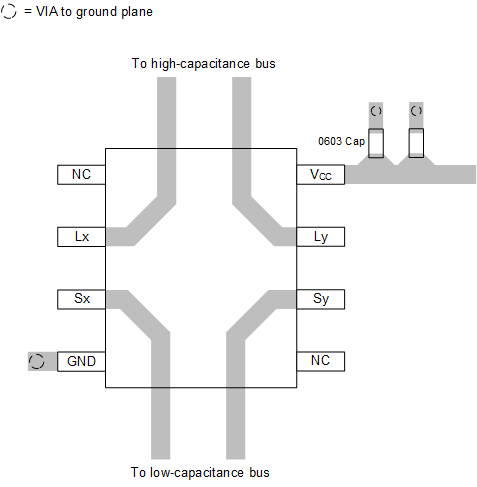 = VIA to ground plane
To high-capacitance bus
0603 Cap
NC
VCC
Lx
Ly
Sx
Sy
GND
NC
To low-capacitance bus